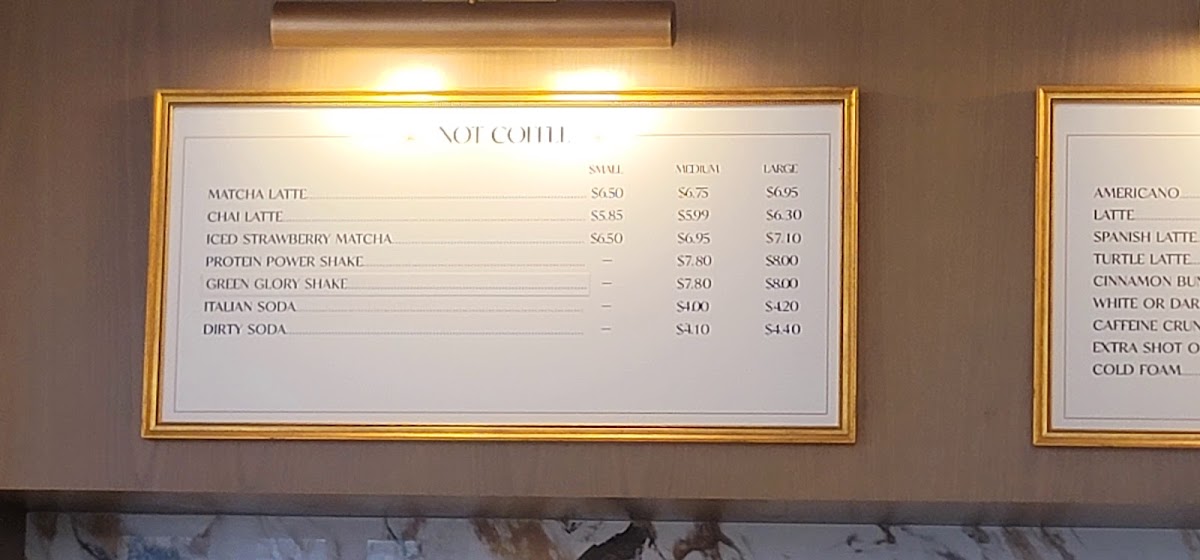 NOT COFFEE
SMALL MEDIUM LARGE
MATCHA LATTE $6.50 $6.75 $6.95
CHAI LATTE $5.85 $5.99 $6.30
ICED STRAWBERRY MATCHA $6.50 $6.95 $7.10
PROTEIN POWER SHAKE — $7.80 $8.00
GREEN GLORY SHAKE — $7.80 $8.00
ITALIAN SODA — $4.00 $4.20
DIRTY SODA — $4.10 $4.40
AMERICANO
LATTE
SPANISH LATTE
TURTLE LATTE
CINNAMON BU
WHITE OR DAR
CAFFEINE CRUN
EXTRA SHOT O
COLD FOAM